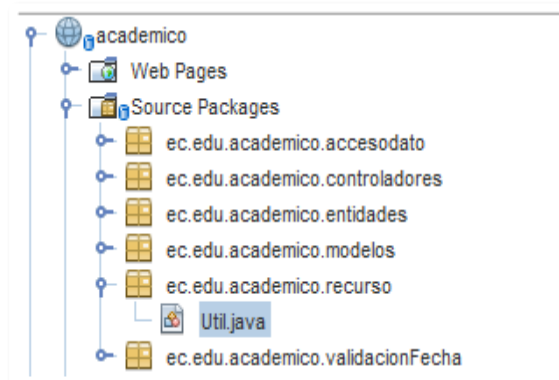 academico
Web Pages
Source Packages
ec.edu.academico.accesodato
ec.edu.academico.controladores
ec.edu.academico.entidades
ec.edu.academico.modelos
ec.edu.academico.recurso
Util.java
ec.edu.academico.validacionFecha